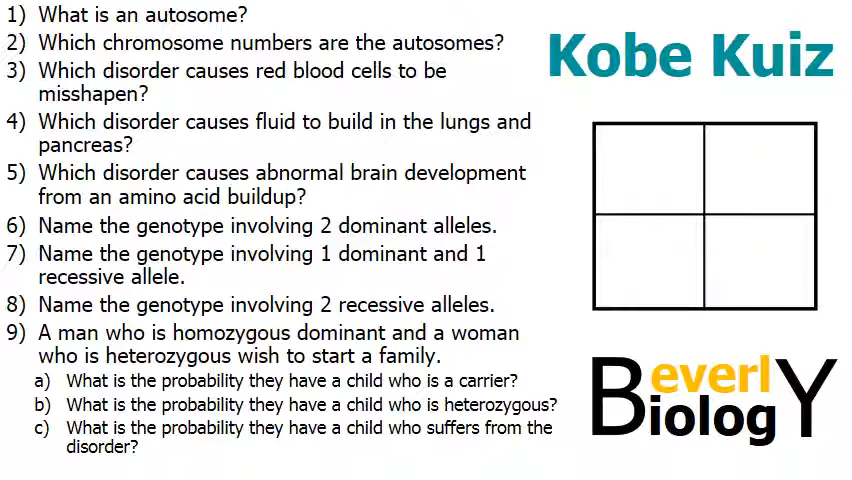 1) What is an autosome?
2) Which chromosome numbers are the autosomes?
3) Which disorder causes red blood cells to be
misshapen?
4) Which disorder causes fluid to build in the lungs and
pancreas?
5) Which disorder causes abnormal brain development
from an amino acid buildup?
6) Name the genotype involving 2 dominant alleles.
7) Name the genotype involving 1 dominant and 1
recessive allele.
8) Name the genotype involving 2 recessive alleles.
9) A man who is homozygous dominant and a woman
who is heterozygous wish to start a family.
a) What is the probability they have a child who is a carrier?
b) What is the probability they have a child who is heterozygous?
c) What is the probability they have a child who suffers from the
disorder?
Kobe Kuiz
Beverly
Biology